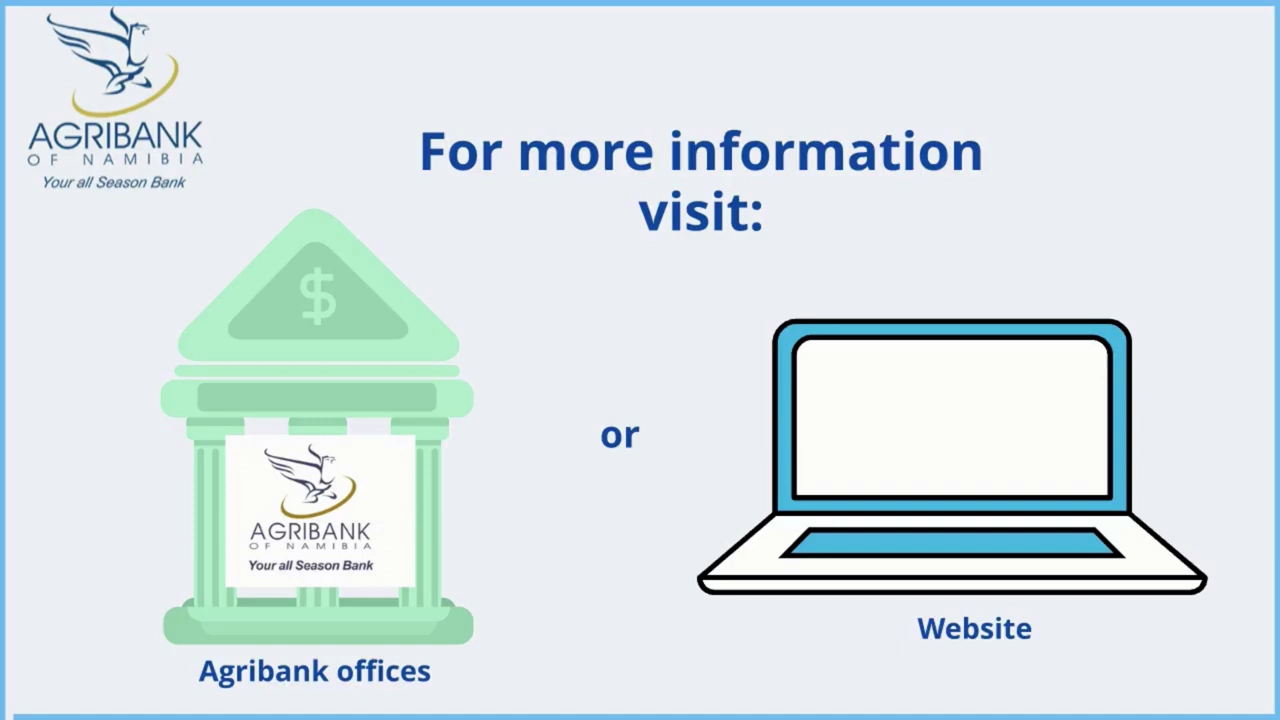 AGRIBANK
OF NAMIBIA
Your all Season Bank
For more information
visit:
$
or
AGRIBANK
OF NAMIBIA
Your all Season Bank
Website
Agribank offices